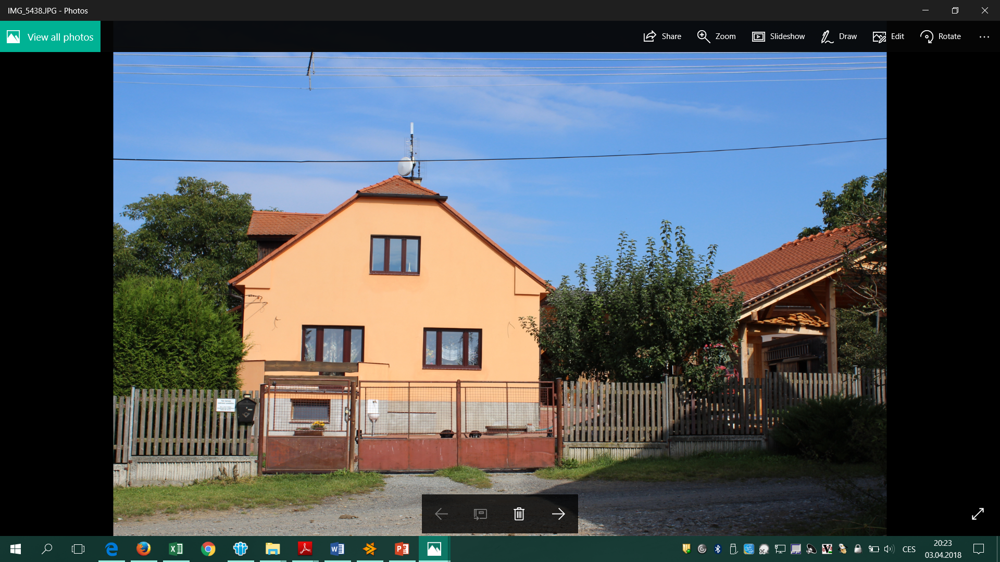 IMG_5438.JPG - Photos
View all photos
Share
Zoom
Slideshow
Draw
Edit
Rotate
CES
20:23
03.04.2018